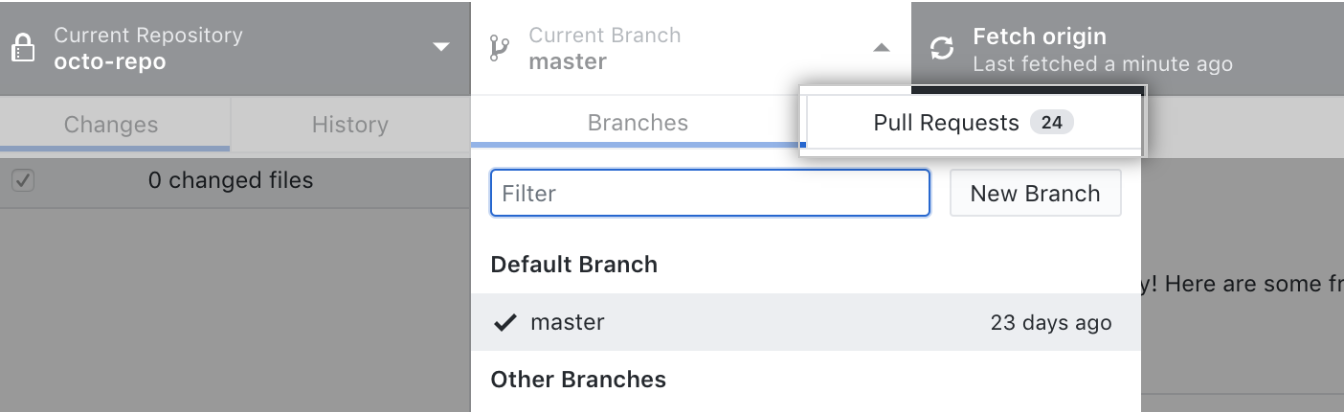 Current Repository
octo-repo
Current Branch
master
Fetch origin
Last fetched a minute ago
Changes
History
Branches
Pull Requests 24
0 changed files
Filter
New Branch
Default Branch
master
23 days ago
y! Here are some fr
Other Branches